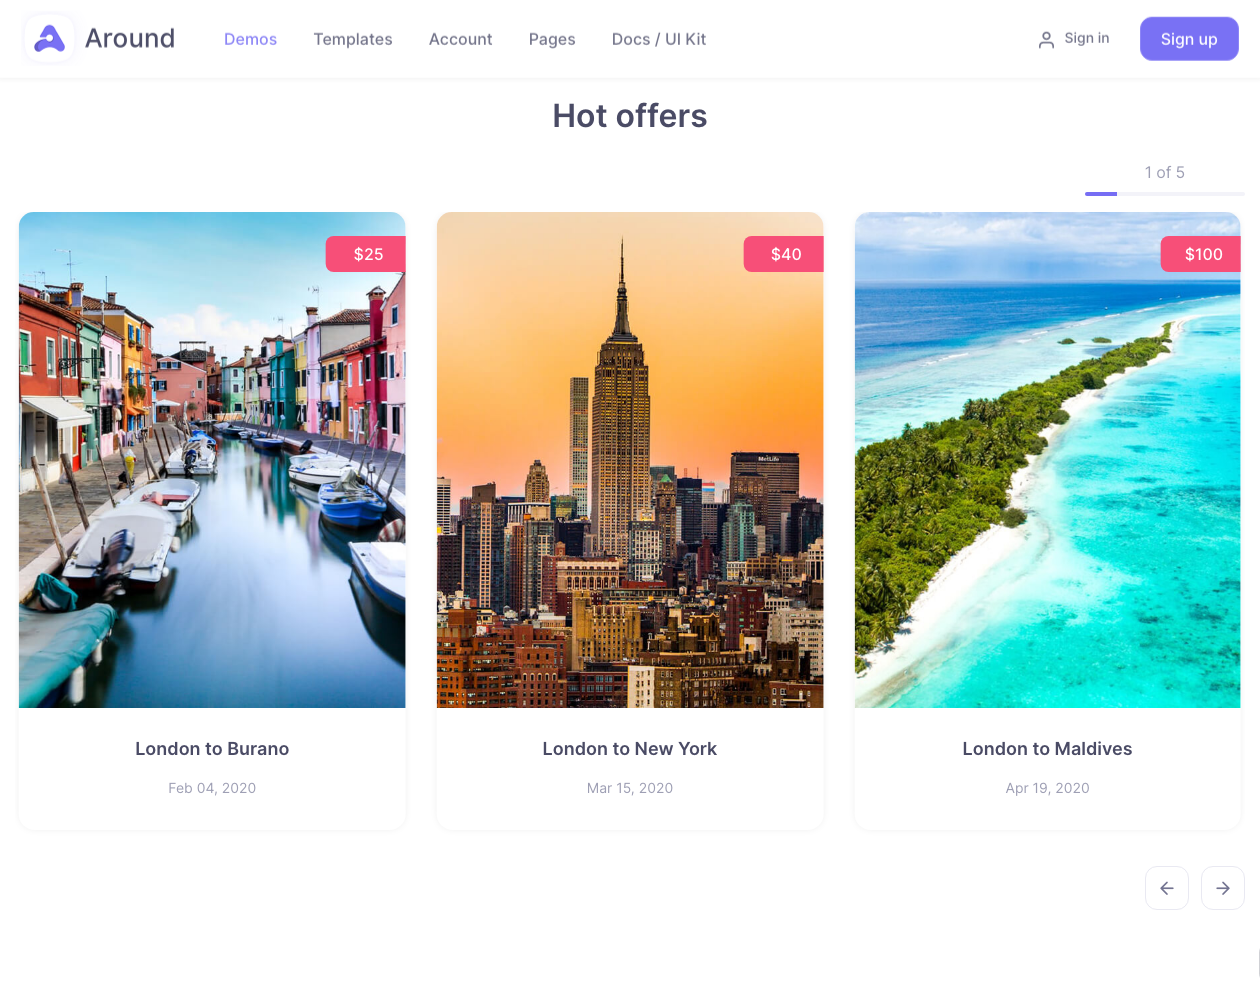 Around
Demos
Templates
Account
Pages
Docs / UI Kit
Sign in
Sign up
Hot offers
1 of 5
$25
$40
$100
MetLife
London to Burano
Feb 04, 2020
London to New York
Mar 15, 2020
London to Maldives
Apr 19, 2020